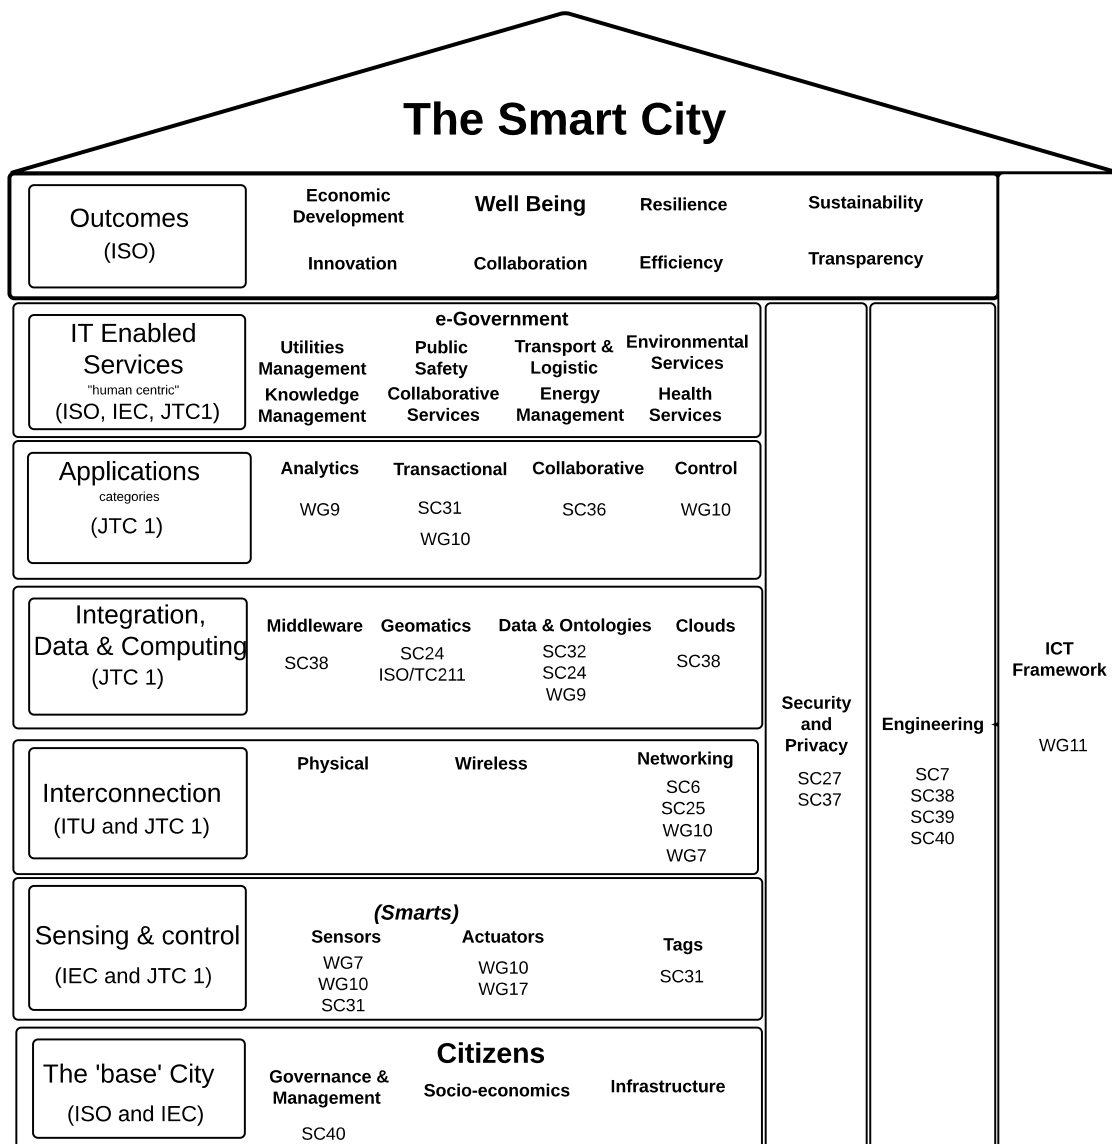 The Smart City
Outcomes
(ISO)
Economic
Development
Well Being
Resilience
Sustainability
Innovation
Collaboration
Efficiency
Transparency
IT Enabled
Services
"human centric"
(ISO, IEC, JTC1)
e-Government
Utilities
Management
Public
Safety
Transport &
Logistic
Environmental
Services
Knowledge
Management
Collaborative
Services
Energy
Management
Health
Services
Applications
categories
(JTC 1)
Analytics
WG9
Transactional
SC31
WG10
Collaborative
SC36
Control
WG10
Integration,
Data & Computing
(JTC 1)
Middleware
SC38
Geomatics
SC24
ISO/TC211
Data & Ontologies
SC32
SC24
WG9
Clouds
SC38
Interconnection
(ITU and JTC 1)
Physical
Wireless
Networking
SC6
SC25
WG10
WG7
Sensing & control
(IEC and JTC 1)
(Smarts)
Sensors
WG7
WG10
SC31
Actuators
WG10
WG17
Tags
SC31
The 'base' City
(ISO and IEC)
Citizens
Governance &
Management
SC40
Socio-economics
Infrastructure
Security
and
Privacy
SC27
SC37
Engineering
SC7
SC38
SC39
SC40
ICT
Framework
WG11